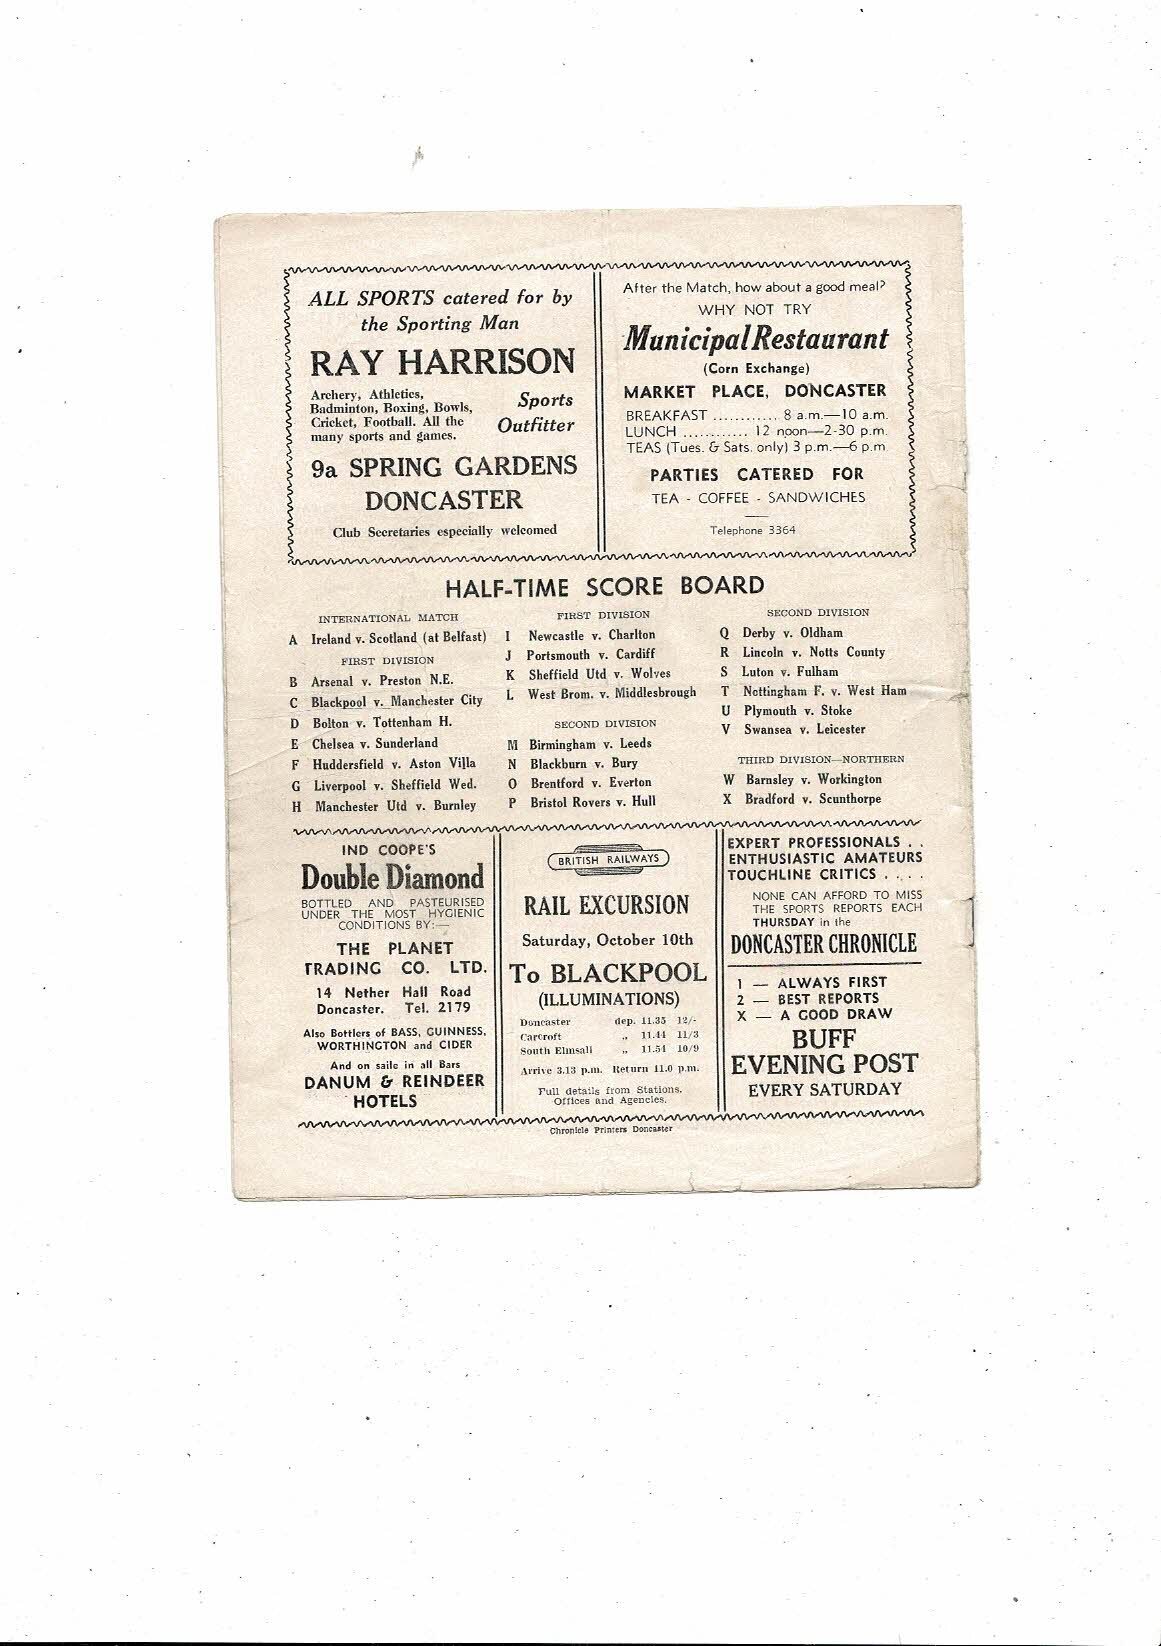 ALL SPORTS catered for by
the Sporting Man
RAY HARRISON
Archery, Athletics,
Badminton, Boxing, Bowls,
Cricket, Football. All the
many sports and games.
Sports
Outfitter
9a SPRING GARDENS
DONCASTER
Club Secretaries especially welcomed
After the Match, how about a good meal?
WHY NOT TRY
Municipal Restaurant
(Corn Exchange)
MARKET PLACE, DONCASTER
BREAKFAST ............ 8 a.m.—10 a.m.
LUNCH ............ 12 noon—2-30 p.m.
TEAS (Tues. & Sats. only) 3 p.m.—6 p.m
PARTIES CATERED FOR
TEA - COFFEE - SANDWICHES
Telephone 3364
HALF-TIME SCORE BOARD
INTERNATIONAL MATCH
A Ireland v. Scotland (at Belfast)
FIRST DIVISION
B Arsenal v. Preston N.E.
C Blackpool v. Manchester City
D Bolton v. Tottenham H.
E Chelsea v. Sunderland
F Huddersfield v. Aston Villa
G Liverpool v. Sheffield Wed.
H Manchester Utd v. Burnley
FIRST DIVISION
I Newcastle v. Charlton
J Portsmouth v. Cardiff
K Sheffield Utd v. Wolves
L West Brom. v. Middlesbrough
SECOND DIVISION
M Birmingham v. Leeds
N Blackburn v. Bury
O Brentford v. Everton
P Bristol Rovers v. Hull
SECOND DIVISION
Q Derby v. Oldham
R Lincoln v. Notts County
S Luton v. Fulham
T Nottingham F. v. West Ham
U Plymouth v. Stoke
V Swansea v. Leicester
THIRD DIVISION—NORTHERN
W Barnsley v. Workington
X Bradford v. Scunthorpe
IND COOPE'S
Double Diamond
BOTTLED AND PASTEURISED
UNDER THE MOST HYGIENIC
CONDITIONS BY:—
THE PLANET
TRADING CO. LTD.
14 Nether Hall Road
Doncaster. Tel. 2179
Also Bottlers of BASS, GUINNESS,
WORTHINGTON and CIDER
And on saile in all Bars
DANUM & REINDEER
HOTELS
BRITISH RAILWAYS
RAIL EXCURSION
Saturday, October 10th
To BLACKPOOL
(ILLUMINATIONS)
Doncaster dep. 11.35 12/-
Carcroft ,, 11.44 11/3
South Elmsall ,, 11.54 10/9
Arrive 3.13 p.m. Return 11.0 p.m.
Full details from Stations,
Offices and Agencies.
EXPERT PROFESSIONALS . .
ENTHUSIASTIC AMATEURS
TOUCHLINE CRITICS . . . .
NONE CAN AFFORD TO MISS
THE SPORTS REPORTS EACH
THURSDAY in the
DONCASTER CHRONICLE
1 — ALWAYS FIRST
2 — BEST REPORTS
X — A GOOD DRAW
BUFF
EVENING POST
EVERY SATURDAY
Chronicle Printers Doncaster